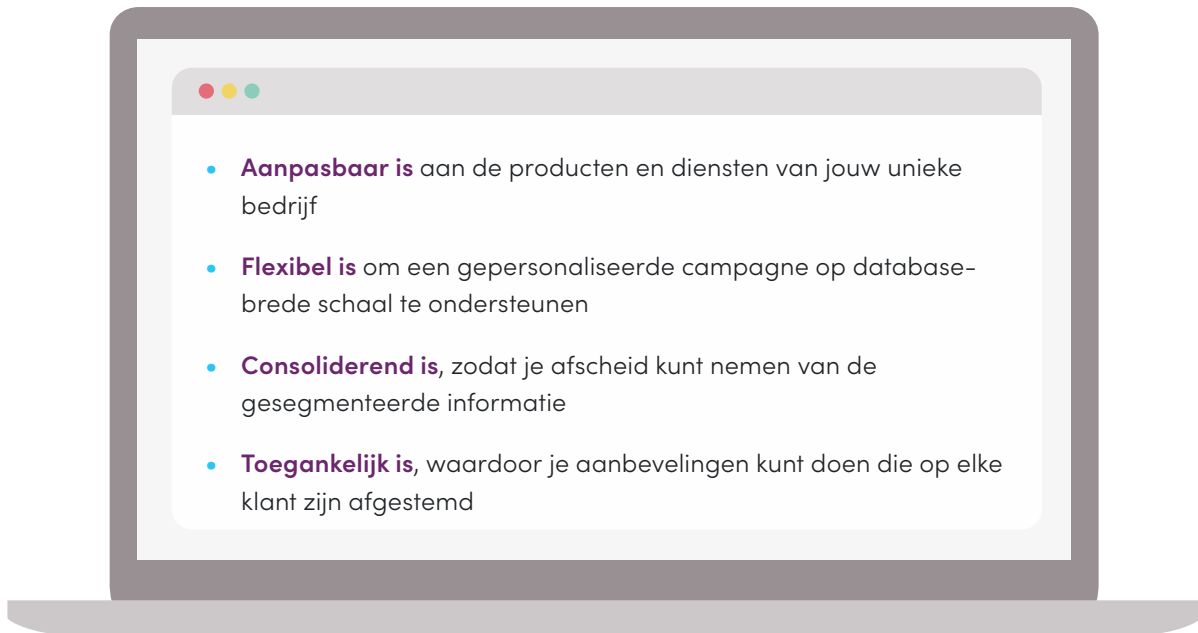 • Aanpasbaar is aan de producten en diensten van jouw unieke
bedrijf
• Flexibel is om een gepersonaliseerde campagne op database-
brede schaal te ondersteunen
• Consoliderend is, zodat je afscheid kunt nemen van de
gesegmenteerde informatie
• Toegankelijk is, waardoor je aanbevelingen kunt doen die op elke
klant zijn afgestemd